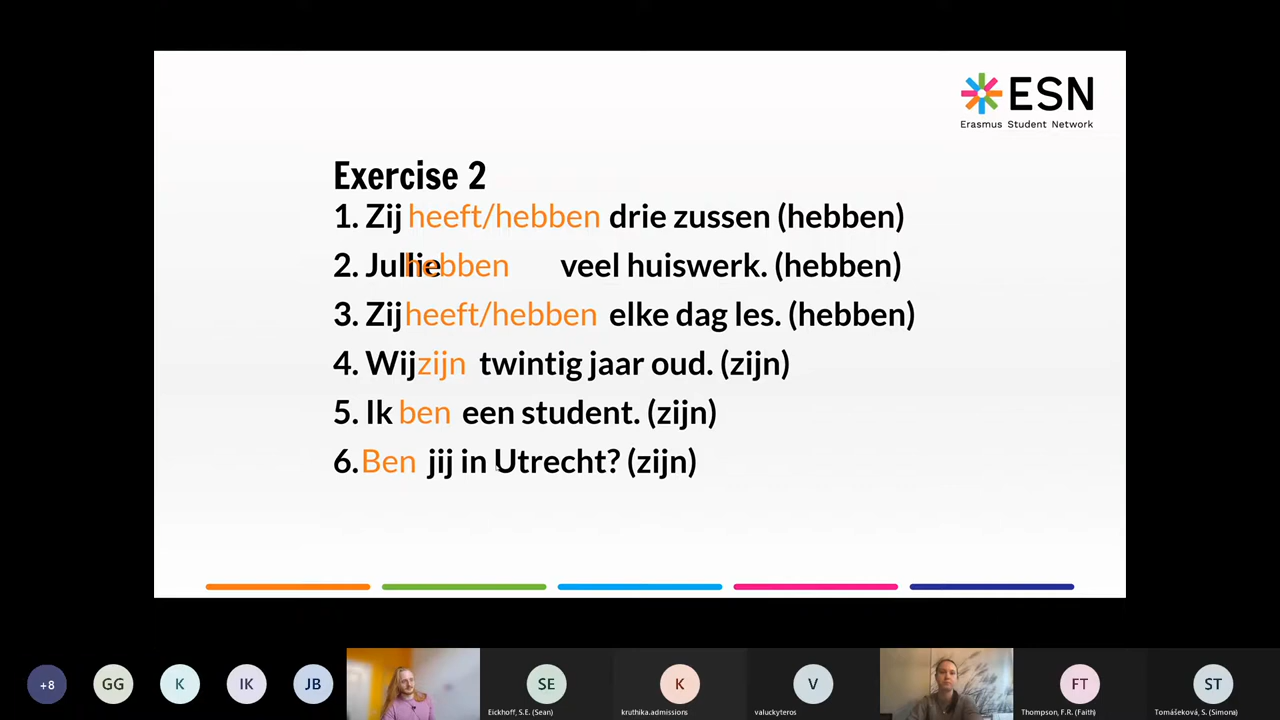 ESN
Erasmus Student Network
Exercise 2
1. Zij heeft/hebben drie zussen (hebben)
2. Jullie hebben veel huiswerk. (hebben)
3. Zij heeft/hebben elke dag les. (hebben)
4. Wij zijn twintig jaar oud. (zijn)
5. Ik ben een student. (zijn)
6. Ben jij in Utrecht? (zijn)
+8 GG K IK JB SE K V FT ST
Eickhoff, S.E. (Sean) kruthika.admissions valuckyteros Thompson, F.R. (Faith) Tomášeková, S. (Simona)